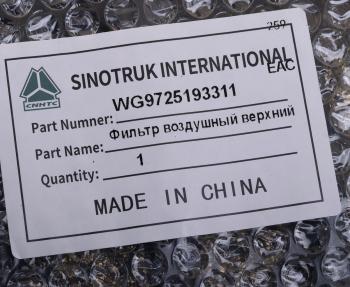 259
SINOTRUK INTERNATIONAL
EAC
CNHTC
Part Numner: WG9725193311
Part Name: Фильтр воздушный верхний
Quantity: 1
MADE IN CHINA